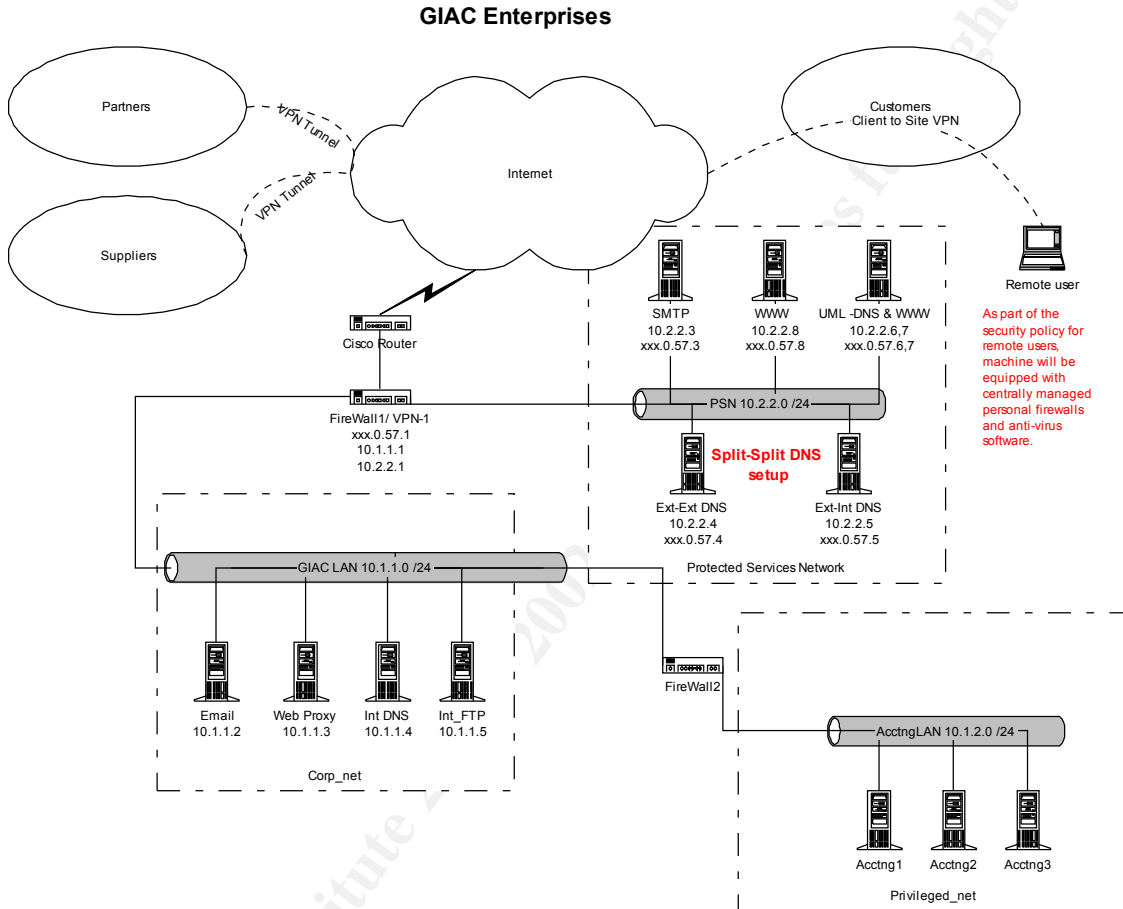 GIAC Enterprises
Partners
VPN Tunnel
Suppliers
VPN Tunnel
Internet
Customers
Client to Site VPN
Remote user
As part of the
security policy for
remote users,
machine will be
equipped with
centrally managed
personal firewalls
and anti-virus
software.
Cisco Router
FireWall1/ VPN-1
xxx.0.57.1
10.1.1.1
10.2.2.1
SMTP
10.2.2.3
xxx.0.57.3
WWW
10.2.2.8
xxx.0.57.8
UML -DNS & WWW
10.2.2.6,7
xxx.0.57.6,7
PSN 10.2.2.0 /24
Split-Split DNS
setup
Ext-Ext DNS
10.2.2.4
xxx.0.57.4
Ext-Int DNS
10.2.2.5
xxx.0.57.5
Protected Services Network
GIAC LAN 10.1.1.0 /24
Email
10.1.1.2
Web Proxy
10.1.1.3
Int DNS
10.1.1.4
Int_FTP
10.1.1.5
Corp_net
FireWall2
AcctngLAN 10.1.2.0 /24
Acctng1
Acctng2
Acctng3
Privileged_net